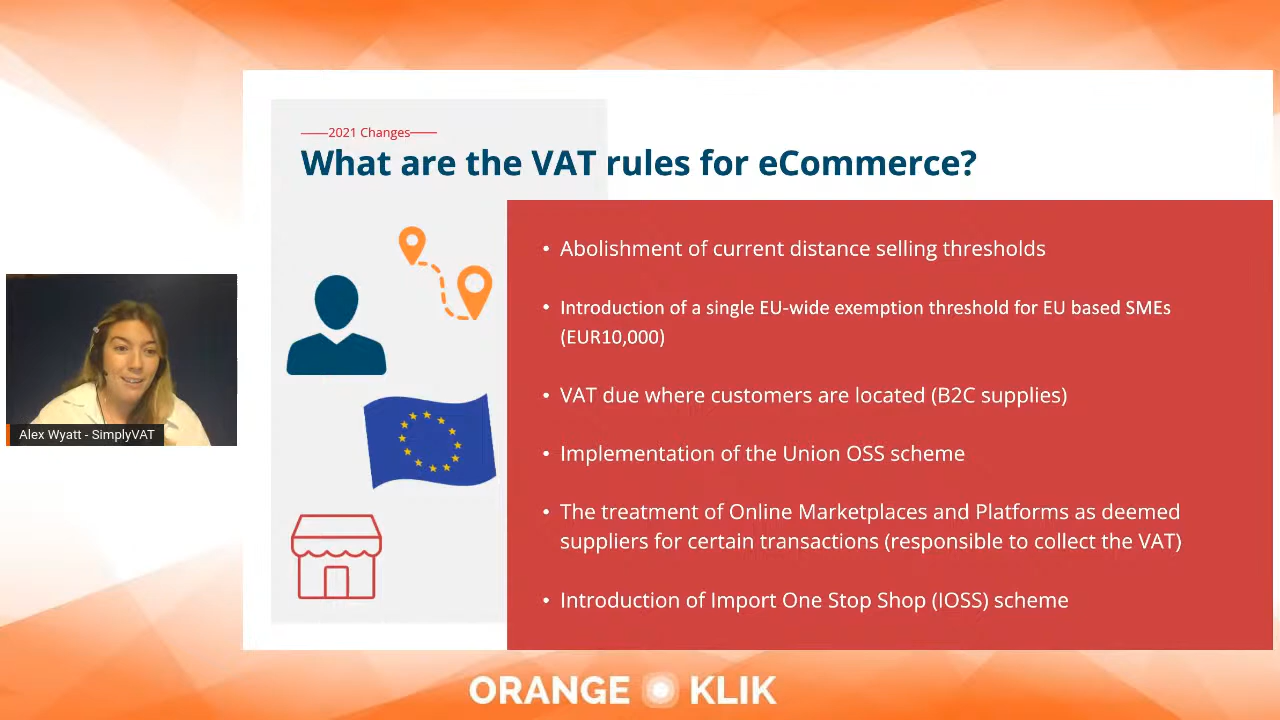 2021 Changes
What are the VAT rules for eCommerce?
• Abolishment of current distance selling thresholds
• Introduction of a single EU-wide exemption threshold for EU based SMEs
(EUR10,000)
• VAT due where customers are located (B2C supplies)
• Implementation of the Union OSS scheme
• The treatment of Online Marketplaces and Platforms as deemed
suppliers for certain transactions (responsible to collect the VAT)
• Introduction of Import One Stop Shop (IOSS) scheme
Alex Wyatt - SimplyVAT
ORANGE KLIK